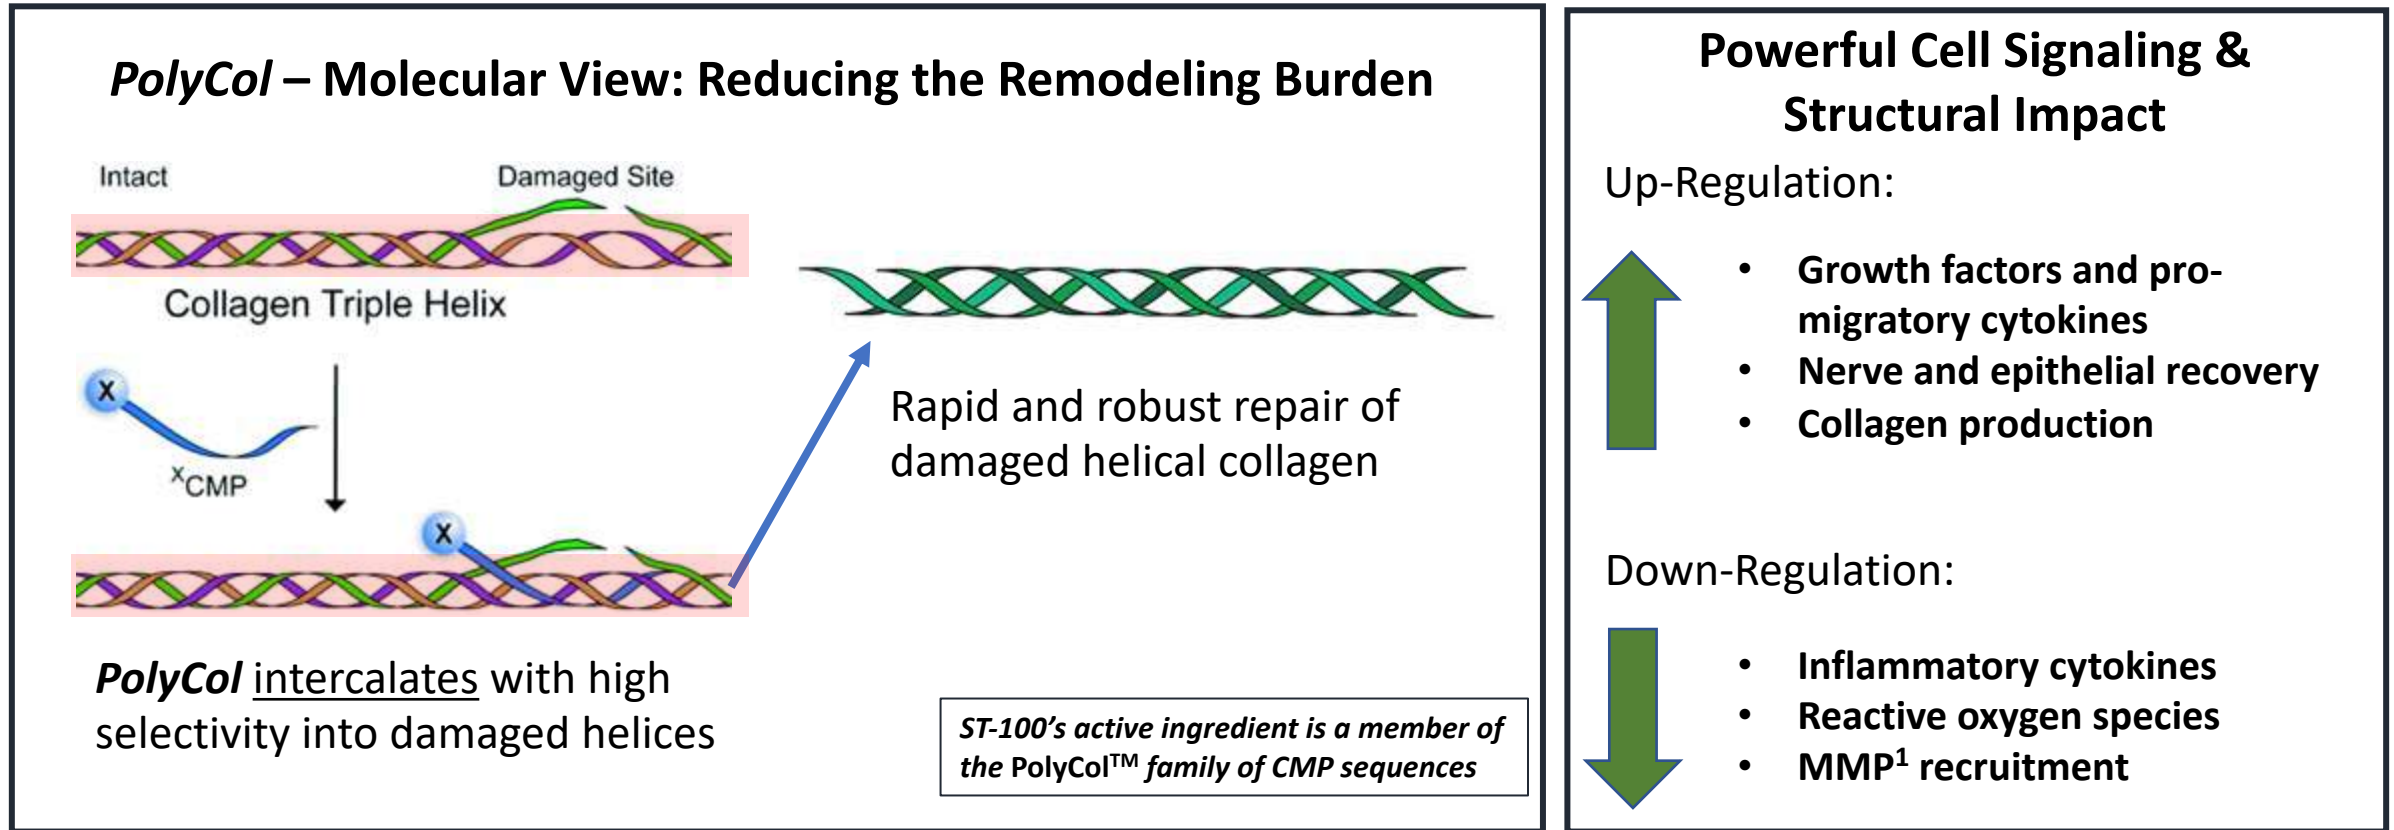 PolyCol – Molecular View: Reducing the Remodeling Burden
Intact
Damaged Site
Collagen Triple Helix
X
xCMP
X
PolyCol intercalates with high
selectivity into damaged helices
Rapid and robust repair of
damaged helical collagen
ST-100’s active ingredient is a member of
the PolyCol™ family of CMP sequences
Powerful Cell Signaling &
Structural Impact
Up-Regulation:
• Growth factors and pro-
migratory cytokines
• Nerve and epithelial recovery
• Collagen production
Down-Regulation:
• Inflammatory cytokines
• Reactive oxygen species
• MMP¹ recruitment